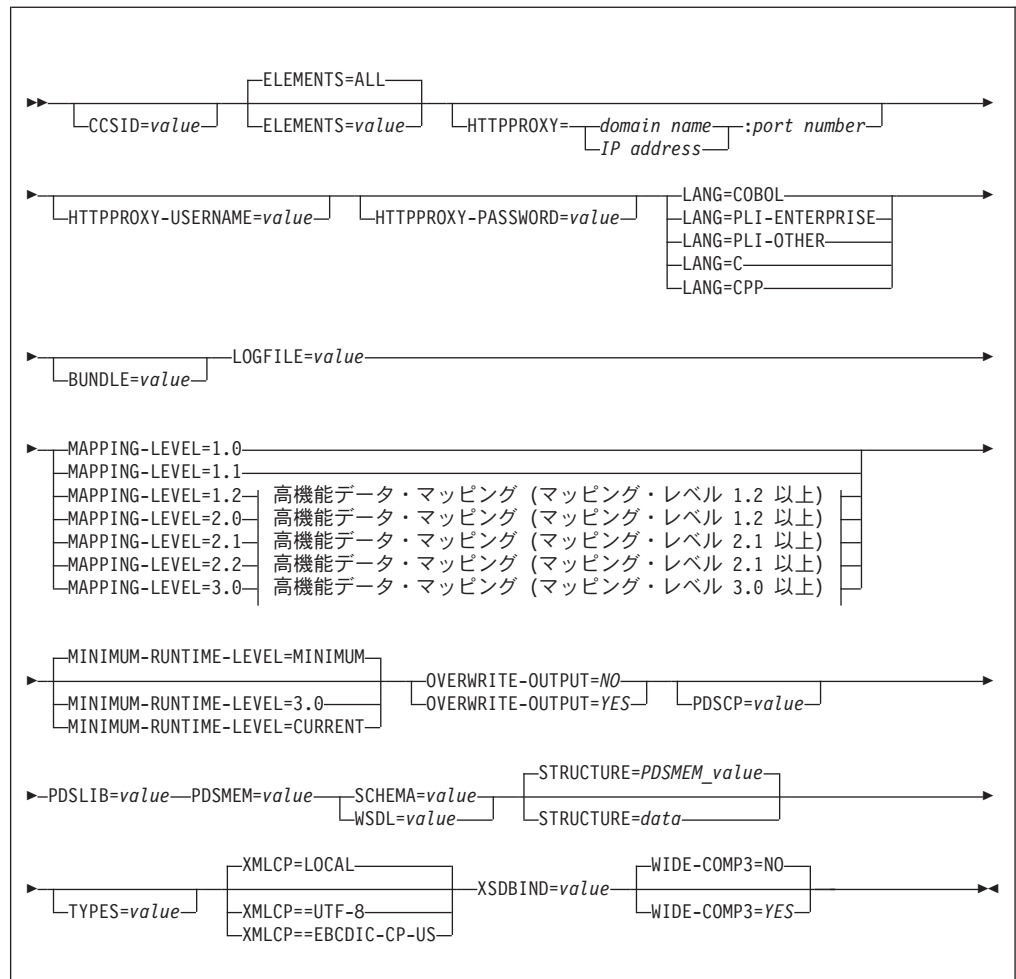 ELEMENTS=ALL
CCSID=value ELEMENTS=value HTTPPROXY= domain name :port number
IP address
HTTPPROXY-USERNAME=value HTTPPROXY-PASSWORD=value LANG=COBOL
LANG=PLI-ENTERPRISE
LANG=PLI-OTHER
LANG=C
LANG=CPP
BUNDLE=value LOGFILE=value
MAPPING-LEVEL=1.0
MAPPING-LEVEL=1.1
MAPPING-LEVEL=1.2 高機能データ・マッピング (マッピング・レベル 1.2 以上)
MAPPING-LEVEL=2.0 高機能データ・マッピング (マッピング・レベル 1.2 以上)
MAPPING-LEVEL=2.1 高機能データ・マッピング (マッピング・レベル 2.1 以上)
MAPPING-LEVEL=2.2 高機能データ・マッピング (マッピング・レベル 2.1 以上)
MAPPING-LEVEL=3.0 高機能データ・マッピング (マッピング・レベル 3.0 以上)
MINIMUM-RUNTIME-LEVEL=MINIMUM
MINIMUM-RUNTIME-LEVEL=3.0 OVERWRITE-OUTPUT=NO PDSCP=value
MINIMUM-RUNTIME-LEVEL=CURRENT OVERWRITE-OUTPUT=YES
STRUCTURE=PDSMEM_value
PDSLIB=value PDSMEM=value SCHEMA=value
WSDL=value STRUCTURE=data
XMLCP=LOCAL WIDE-COMP3=NO
TYPES=value XMLCP==UTF-8 XSDBIND=value WIDE-COMP3=YES
XMLCP==EBCDIC-CP-US